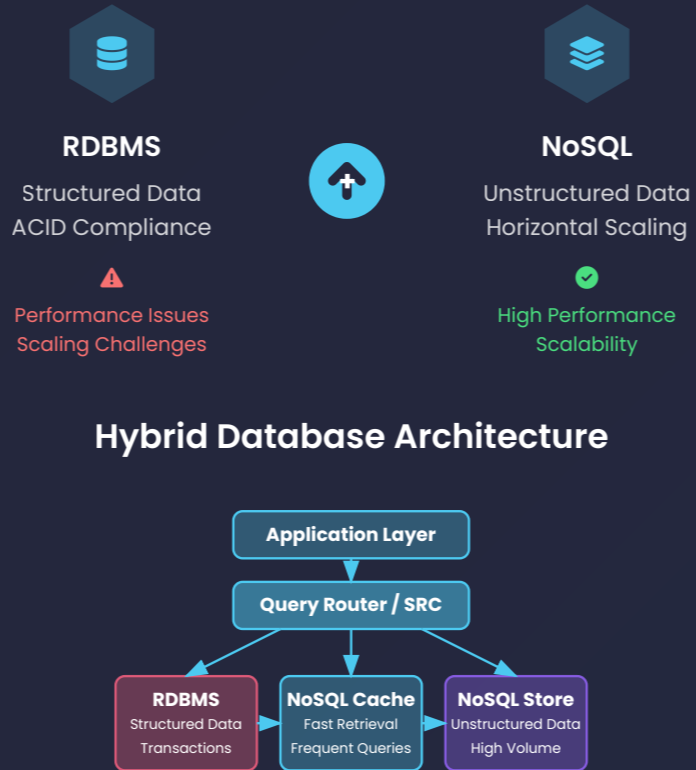 RDBMS
Structured Data
ACID Compliance
Performance Issues
Scaling Challenges
NoSQL
Unstructured Data
Horizontal Scaling
High Performance
Scalability
Hybrid Database Architecture
Application Layer
Query Router / SRC
RDBMS
Structured Data
Transactions
NoSQL Cache
Fast Retrieval
Frequent Queries
NoSQL Store
Unstructured Data
High Volume